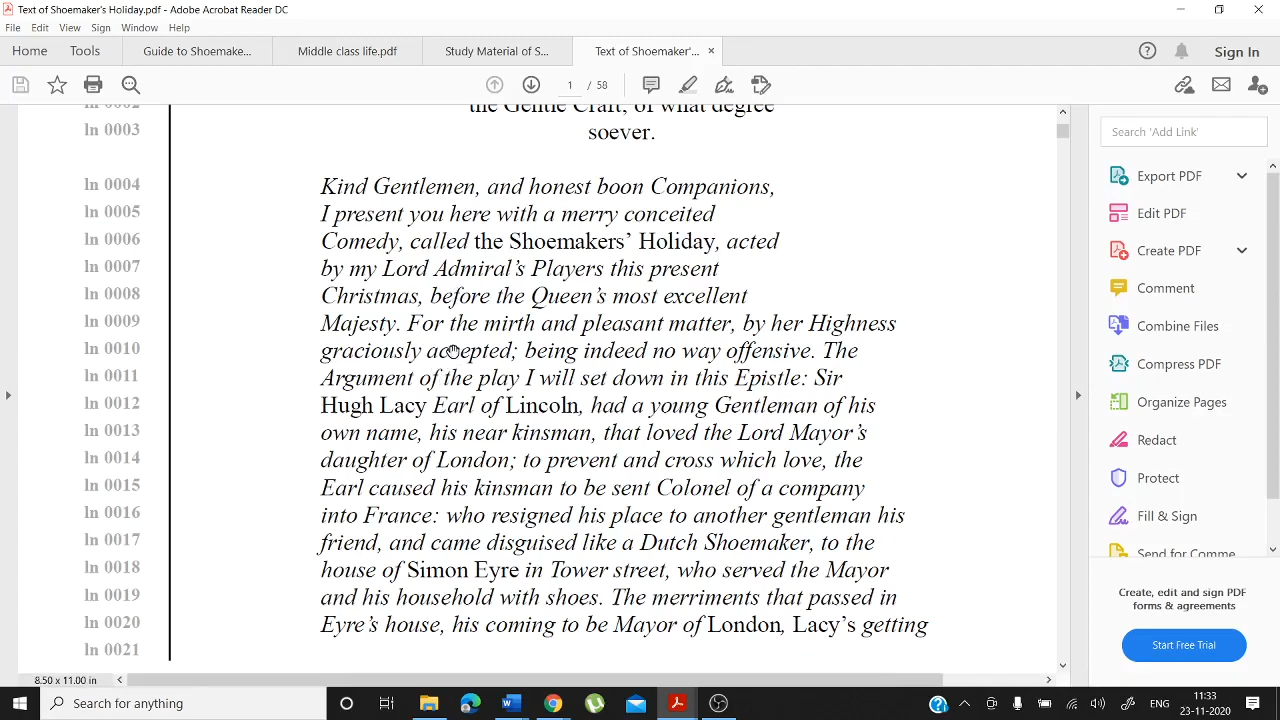 Text of Shoemaker's Holiday.pdf - Adobe Acrobat Reader DC
File Edit View Sign Window Help
Home Tools Guide to Shoemake... Middle class life.pdf Study Material of S... Text of Shoemaker'... ×
? Sign In
1 / 58
ln 0002 the Gentle Craft, of what degree
ln 0003 soever.
ln 0004 Kind Gentlemen, and honest boon Companions,
ln 0005 I present you here with a merry conceited
ln 0006 Comedy, called the Shoemakers’ Holiday, acted
ln 0007 by my Lord Admiral’s Players this present
ln 0008 Christmas, before the Queen’s most excellent
ln 0009 Majesty. For the mirth and pleasant matter, by her Highness
ln 0010 graciously accepted; being indeed no way offensive. The
ln 0011 Argument of the play I will set down in this Epistle: Sir
ln 0012 Hugh Lacy Earl of Lincoln, had a young Gentleman of his
ln 0013 own name, his near kinsman, that loved the Lord Mayor’s
ln 0014 daughter of London; to prevent and cross which love, the
ln 0015 Earl caused his kinsman to be sent Colonel of a company
ln 0016 into France: who resigned his place to another gentleman his
ln 0017 friend, and came disguised like a Dutch Shoemaker, to the
ln 0018 house of Simon Eyre in Tower street, who served the Mayor
ln 0019 and his household with shoes. The merriments that passed in
ln 0020 Eyre’s house, his coming to be Mayor of London, Lacy’s getting
ln 0021
Search 'Add Link'
Export PDF
Edit PDF
Create PDF
Comment
Combine Files
Compress PDF
Organize Pages
Redact
Protect
Fill & Sign
Send for Comme
Create, edit and sign PDF
forms & agreements
Start Free Trial
8.50 x 11.00 in
Search for anything
ENG
11:33
23-11-2020